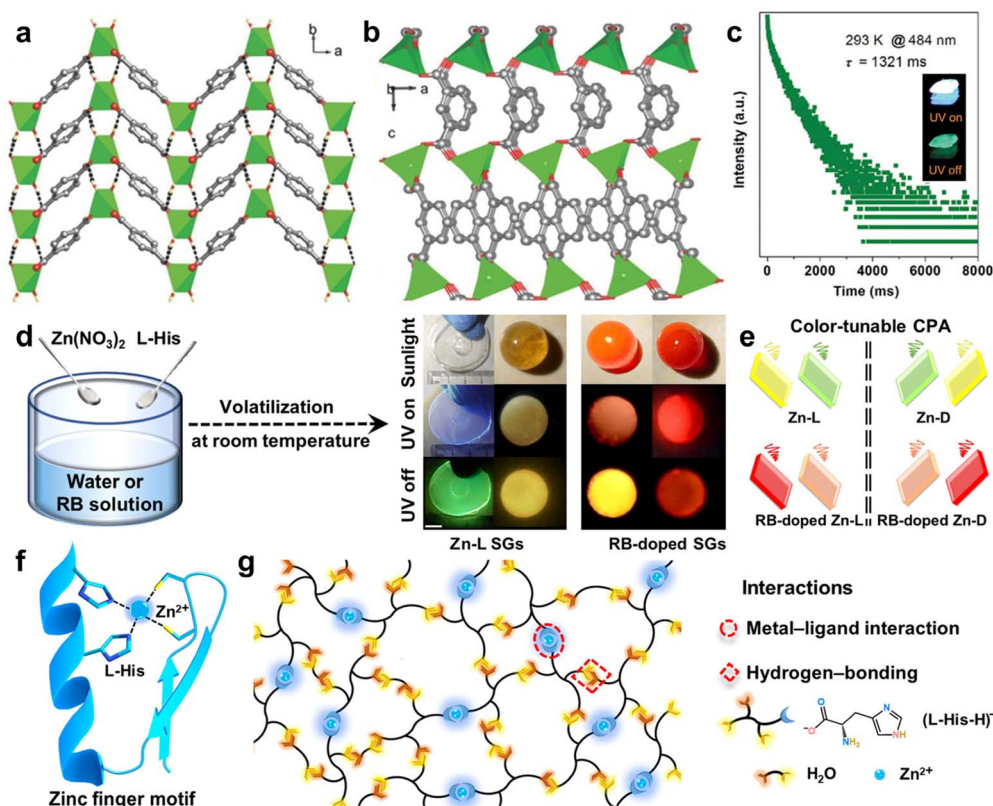 a
b
a
b
b
a
c
c
293 K @ 484 nm
τ = 1321 ms
UV on
UV off
Intensity (a.u.)
0 2000 4000 6000 8000
Time (ms)
d
Zn(NO₃)₂ L-His
Water or
RB solution
Volatilization
at room temperature
Sunlight
UV on
UV off
Zn-L SGs
RB-doped SGs
e
Color-tunable CPA
Zn-L
Zn-D
RB-doped Zn-L
RB-doped Zn-D
f
Zn²⁺
L-His
Zinc finger motif
g
Interactions
Metal–ligand interaction
Hydrogen–bonding
O
⁻O
NH₂
N
NH
(L-His-H)⁻
H₂O
Zn²⁺